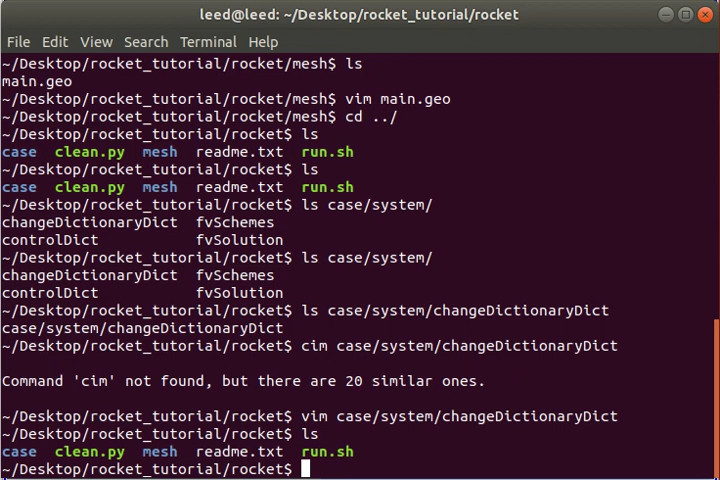 leed@leed: ~/Desktop/rocket_tutorial/rocket
File Edit View Search Terminal Help
~/Desktop/rocket_tutorial/rocket/mesh$ ls
main.geo
~/Desktop/rocket_tutorial/rocket/mesh$ vim main.geo
~/Desktop/rocket_tutorial/rocket/mesh$ cd ../
~/Desktop/rocket_tutorial/rocket$ ls
case clean.py mesh readme.txt run.sh
~/Desktop/rocket_tutorial/rocket$ ls
case clean.py mesh readme.txt run.sh
~/Desktop/rocket_tutorial/rocket$ ls case/system/
changeDictionaryDict fvSchemes
controlDict fvSolution
~/Desktop/rocket_tutorial/rocket$ ls case/system/
changeDictionaryDict fvSchemes
controlDict fvSolution
~/Desktop/rocket_tutorial/rocket$ ls case/system/changeDictionaryDict
case/system/changeDictionaryDict
~/Desktop/rocket_tutorial/rocket$ cim case/system/changeDictionaryDict
Command 'cim' not found, but there are 20 similar ones.
~/Desktop/rocket_tutorial/rocket$ vim case/system/changeDictionaryDict
~/Desktop/rocket_tutorial/rocket$ ls
case clean.py mesh readme.txt run.sh
~/Desktop/rocket_tutorial/rocket$